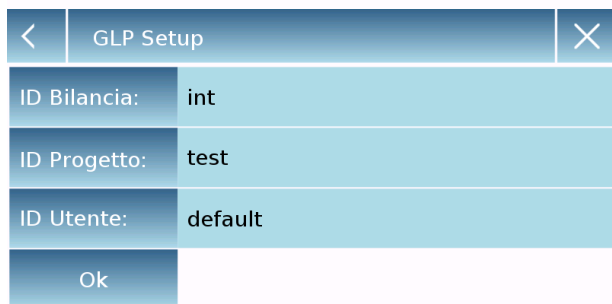 GLP Setup
ID Bilancia: int
ID Progetto: test
ID Utente: default
Ok